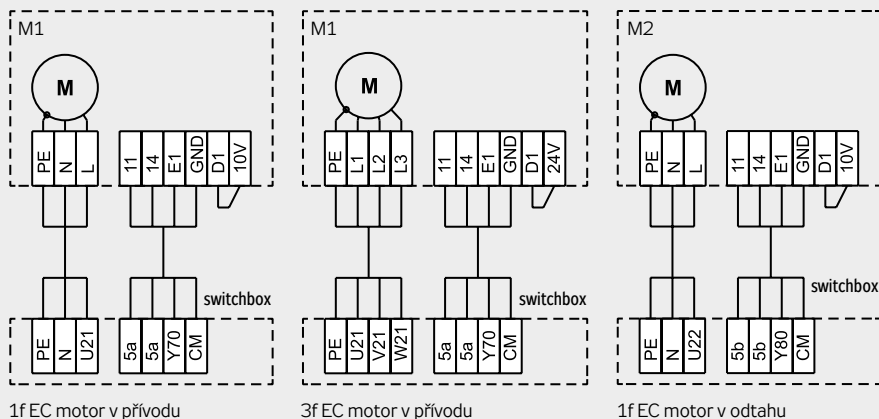 M1
M
PE N L 11 14 E1 GND D1 10V
switchbox
PE N U21 5a 5a Y70 CM
1f EC motor v přívodu
M1
M
PE L1 L2 L3 11 14 E1 GND D1 24V
switchbox
PE U21 V21 W21 5a 5a Y70 CM
3f EC motor v přívodu
M2
M
PE N L 11 14 E1 GND D1 10V
switchbox
PE N U22 5b 5b Y80 CM
1f EC motor v odtahu